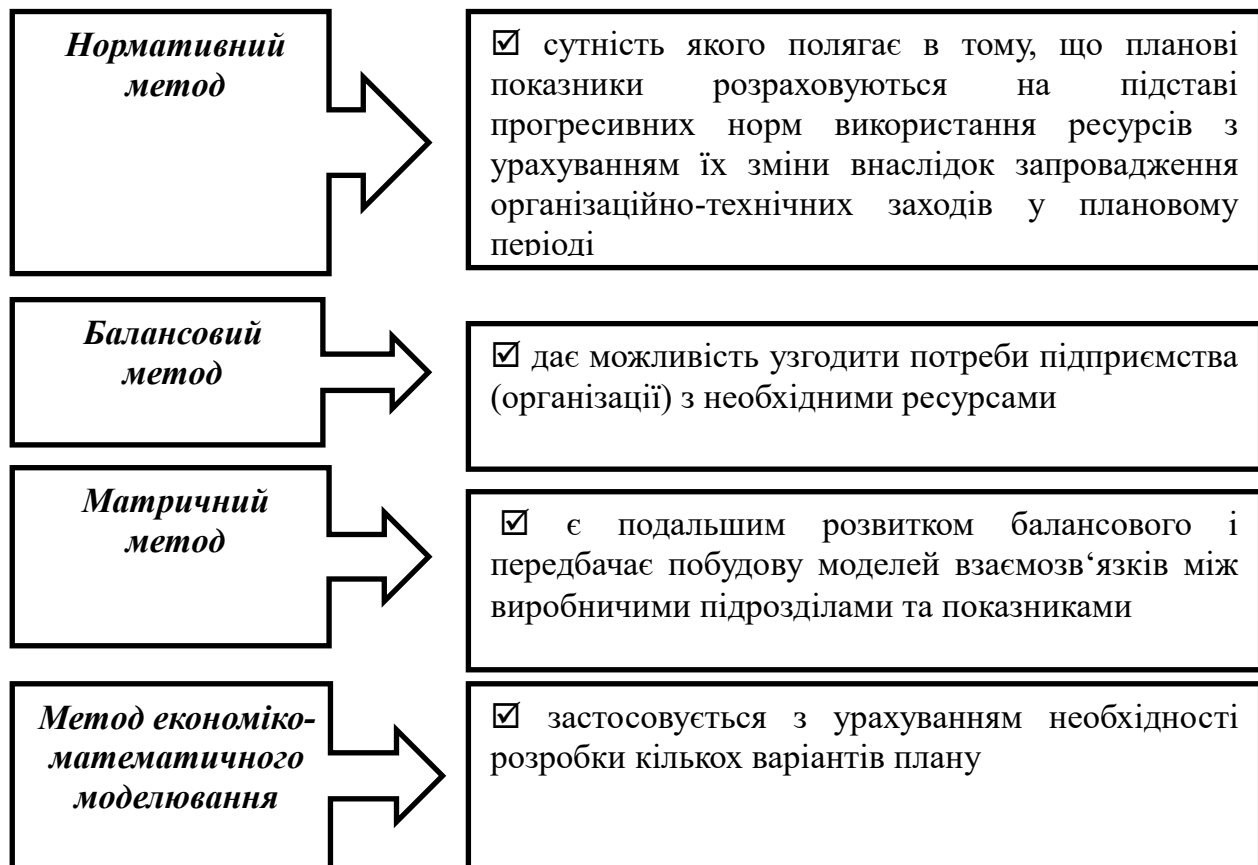 Нормативний
метод
☑ сутність якого полягає в тому, що планові
показники розраховуються на підставі
прогресивних норм використання ресурсів з
урахуванням їх зміни внаслідок запровадження
організаційно-технічних заходів у плановому
періоді
Балансовий
метод
☑ дає можливість узгодити потреби підприємства
(організації) з необхідними ресурсами
Матричний
метод
☑ є подальшим розвитком балансового і
передбачає побудову моделей взаємозв‘язків між
виробничими підрозділами та показниками
Метод економіко-
математичного
моделювання
☑ застосовується з урахуванням необхідності
розробки кількох варіантів плану